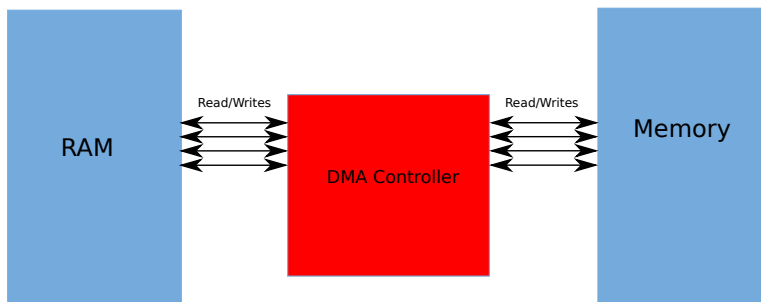 RAM
Read/Writes
DMA Controller
Read/Writes
Memory